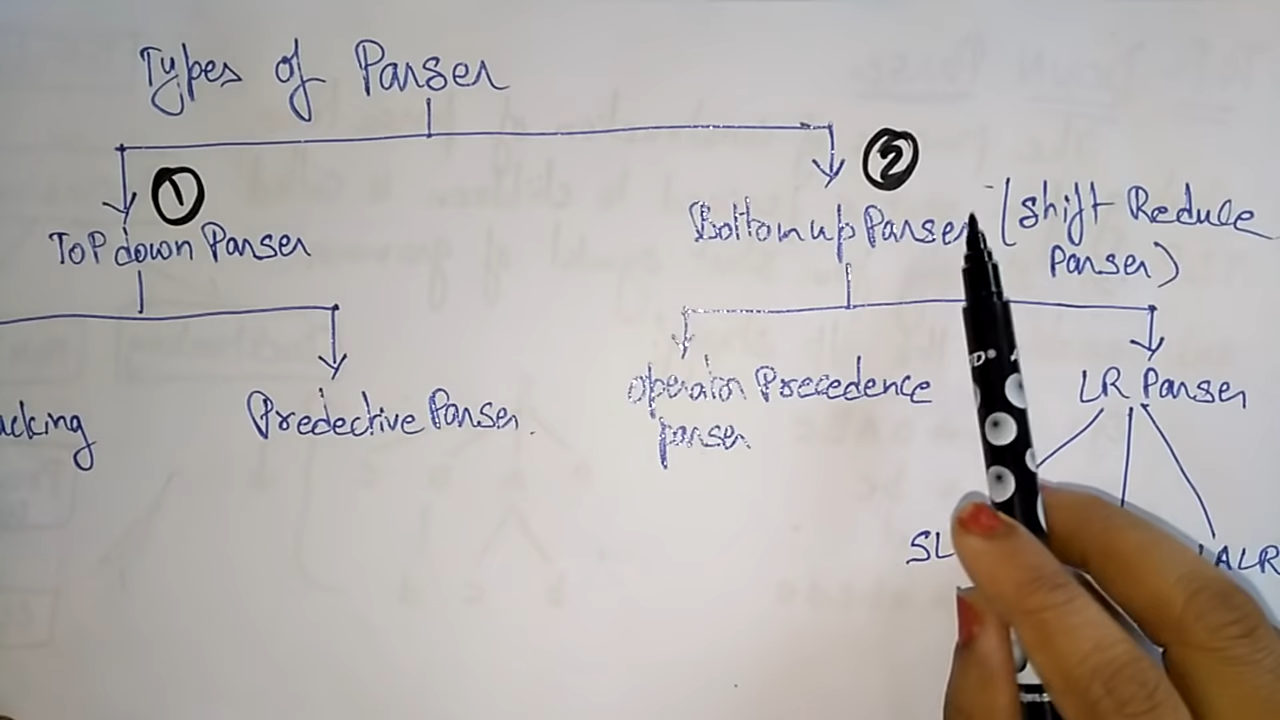 Types of Parser
1
2
Top down Parser
Bottom up Parser (Shift Reduce
Parser)
acking
Predective Parser.
operator Precedence
parser
LR Parser
SL
ALR